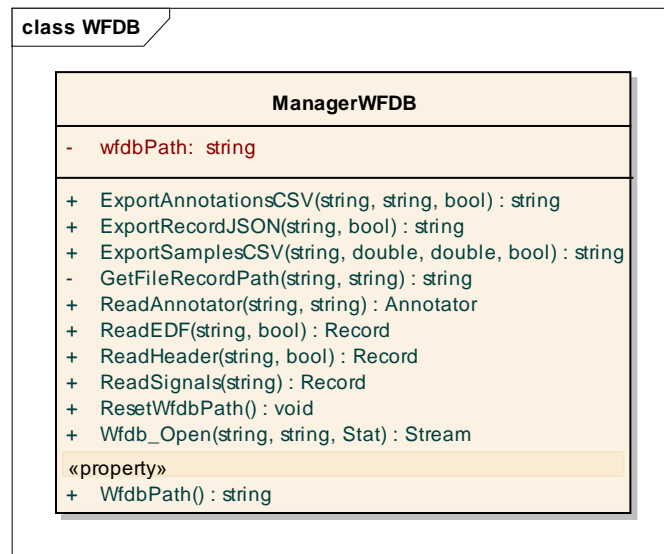 class WFDB
ManagerWFDB
- wfdbPath: string
+ ExportAnnotationsCSV(string, string, bool) : string
+ ExportRecordJSON(string, bool) : string
+ ExportSamplesCSV(string, double, double, bool) : string
- GetFileRecordPath(string, string) : string
+ ReadAnnotator(string, string) : Annotator
+ ReadEDF(string, bool) : Record
+ ReadHeader(string, bool) : Record
+ ReadSignals(string) : Record
+ ResetWfdbPath() : void
+ Wfdb_Open(string, string, Stat) : Stream
«property»
+ WfdbPath() : string